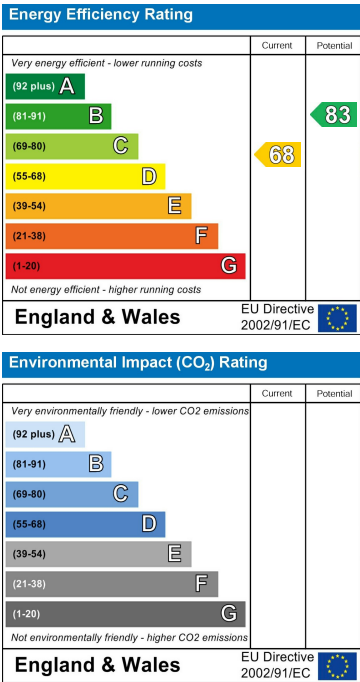 Energy Efficiency Rating
Current Potential
Very energy efficient - lower running costs
(92 plus) A
(81-91) B
83
(69-80) C
68
(55-68) D
(39-54) E
(21-38) F
(1-20) G
Not energy efficient - higher running costs
England & Wales
EU Directive
2002/91/EC
Environmental Impact (CO₂) Rating
Current Potential
Very environmentally friendly - lower CO2 emissions
(92 plus) A
(81-91) B
(69-80) C
(55-68) D
(39-54) E
(21-38) F
(1-20) G
Not environmentally friendly - higher CO2 emissions
England & Wales
EU Directive
2002/91/EC